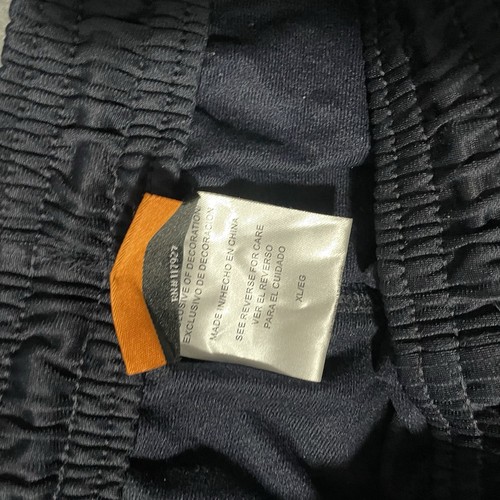 EXCLUSIVE OF DECORATION
EXCLUSIVO DE DECORACION
MADE IN/HECHO EN CHINA
SEE REVERSE FOR CARE
VER EL REVERSO
PARA EL CUIDADO
XL/EG